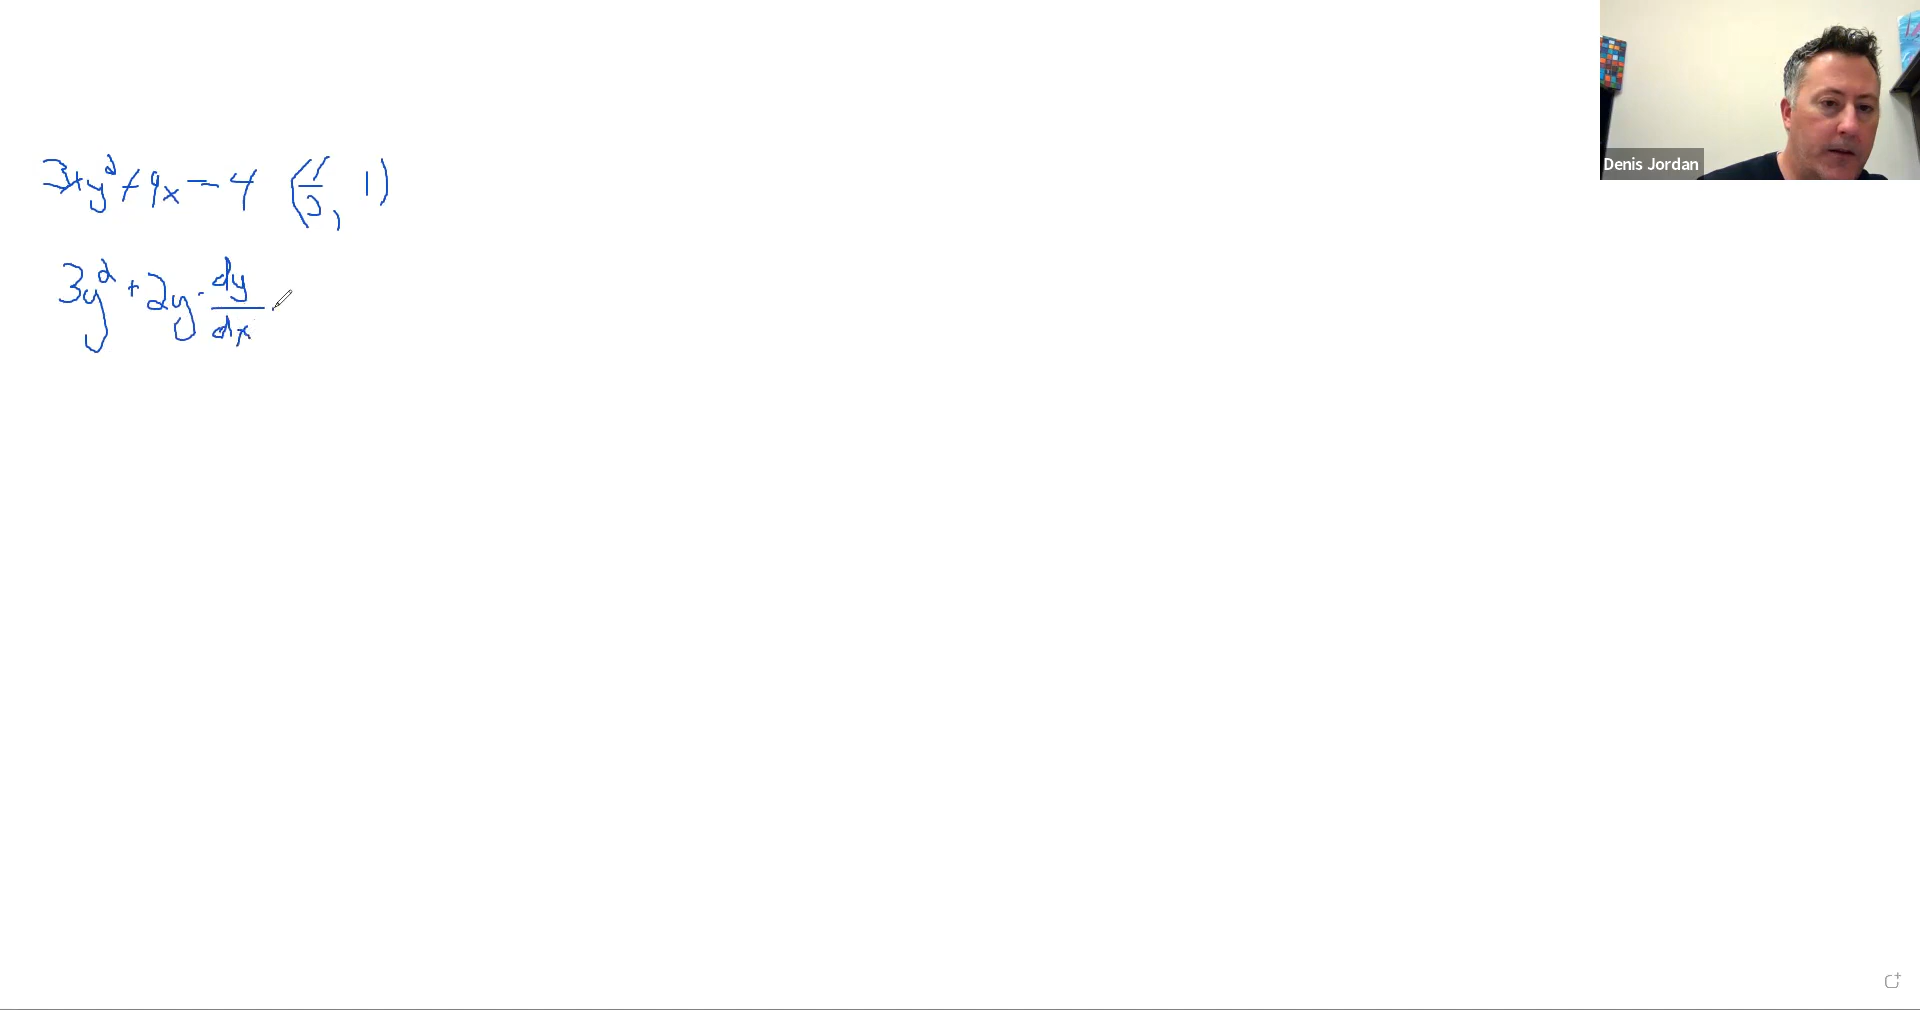 Denis Jordan
3xy² + 9x = 4 (1/3, 1)
3y² + 2y · dy/dx